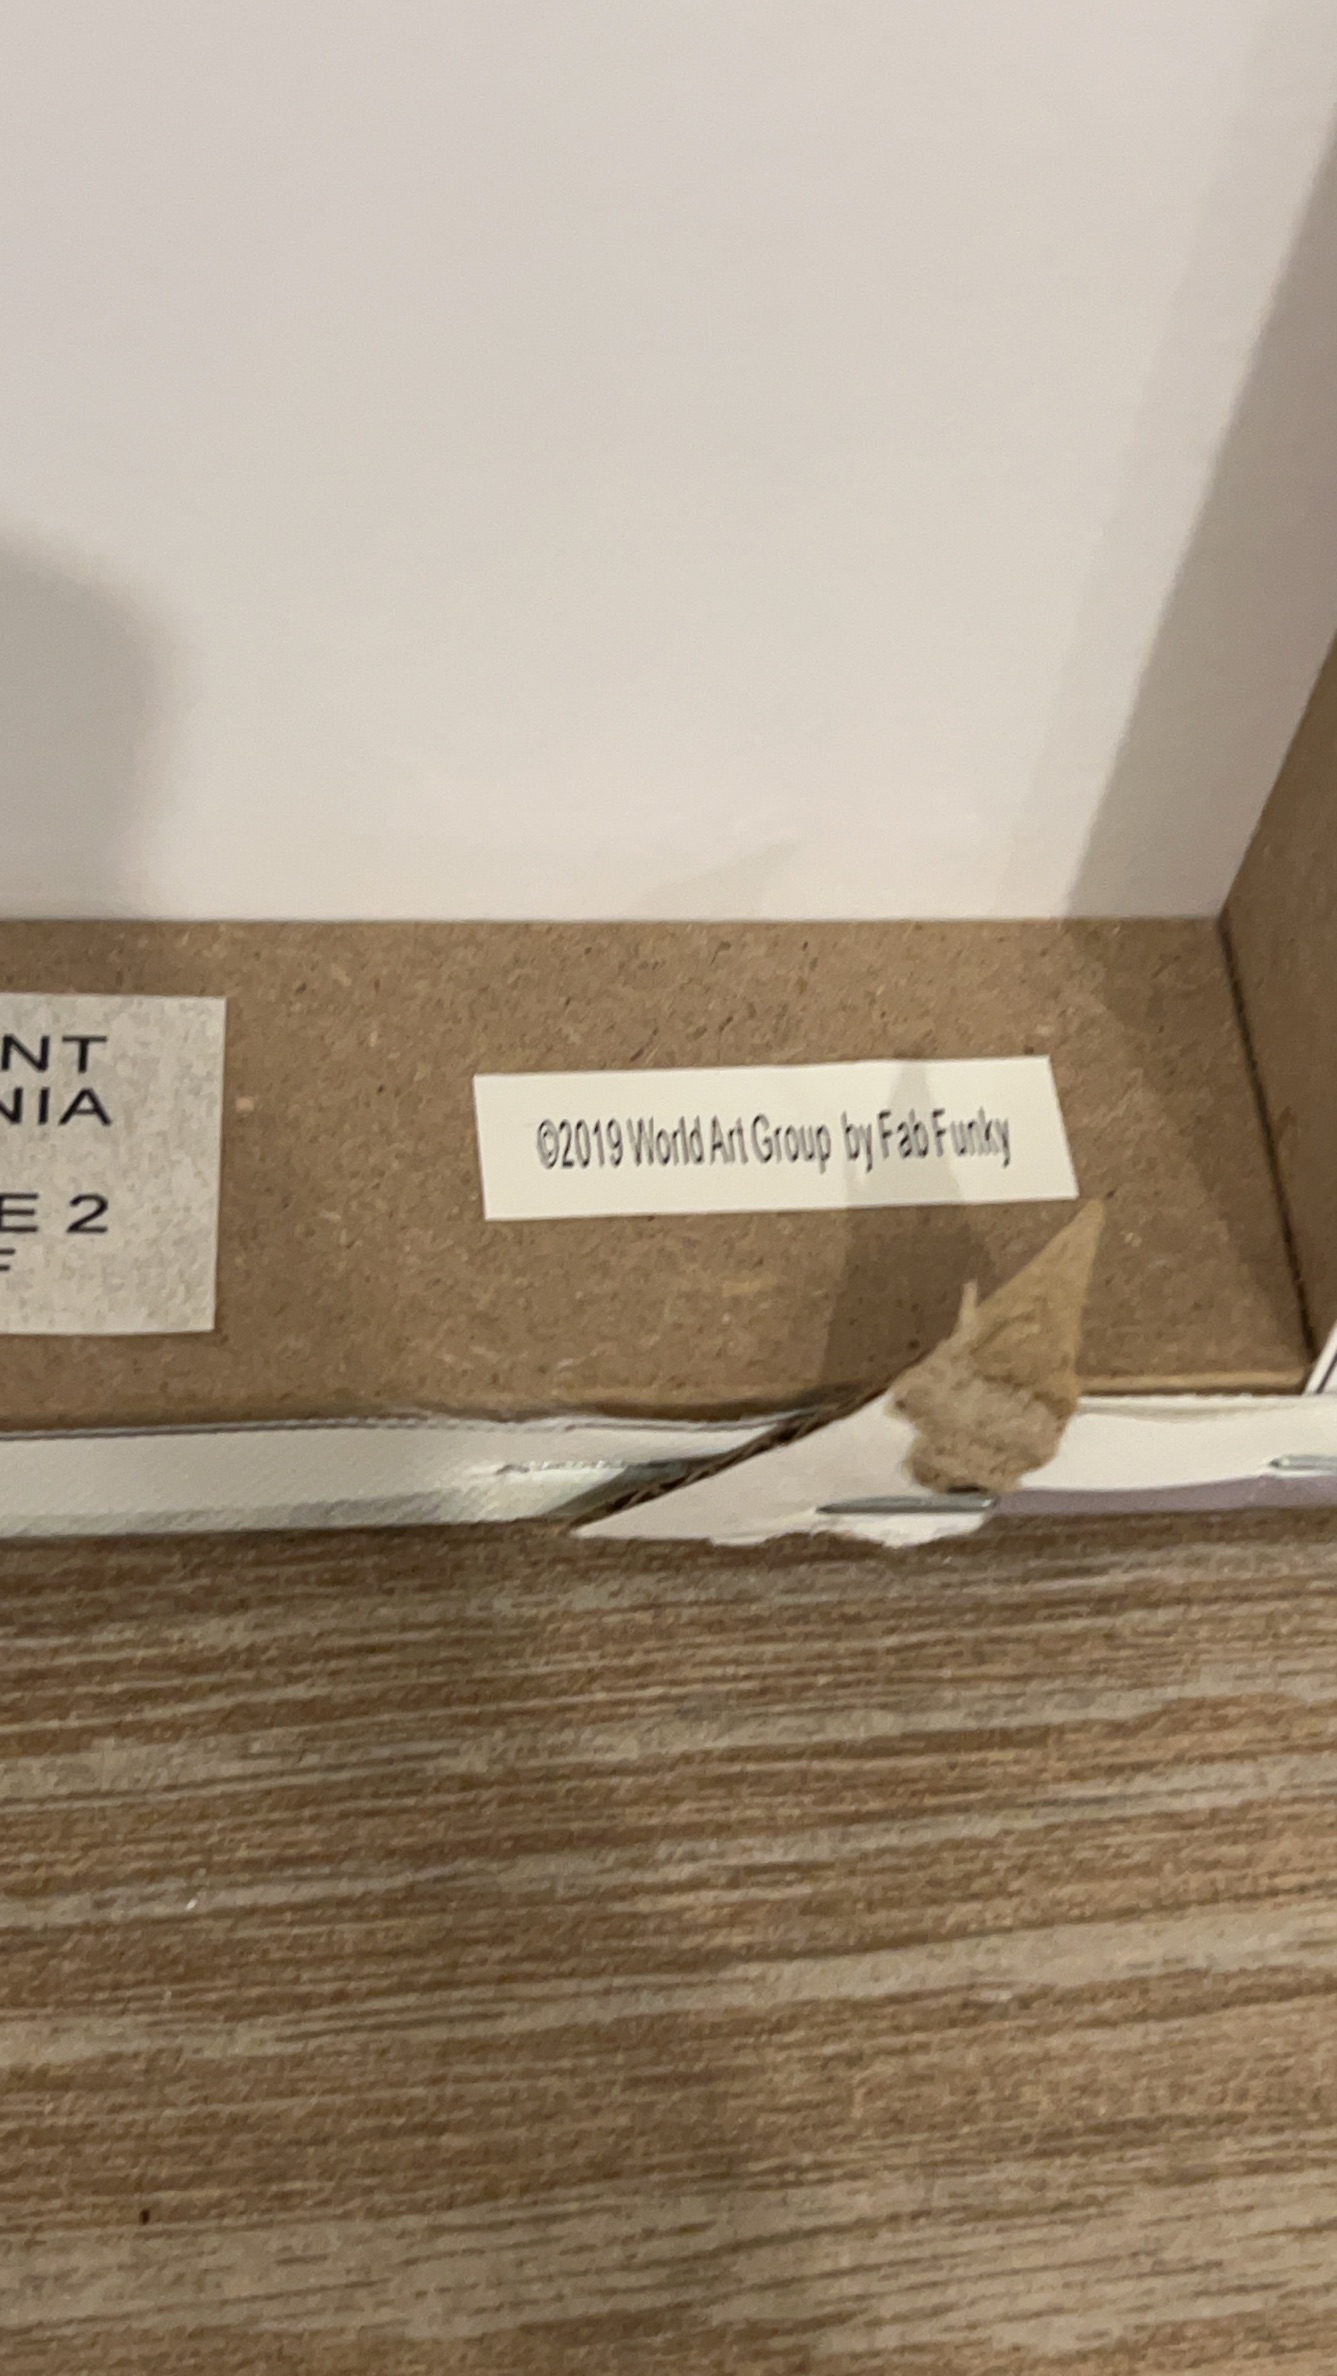 NT
NIA
E 2
F
©2019 World Art Group by Fab Funky